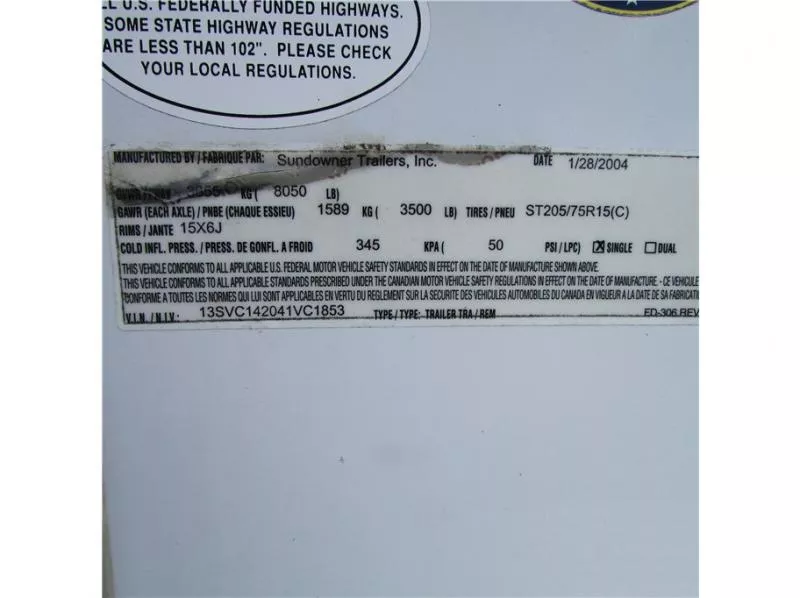 U.S. FEDERALLY FUNDED HIGHWAYS.
SOME STATE HIGHWAY REGULATIONS
ARE LESS THAN 102". PLEASE CHECK
YOUR LOCAL REGULATIONS.
MANUFACTURED BY / FABRIQUE PAR: Sundowner Trailers, Inc. DATE 1/28/2004
KG ( 8050 LB)
GAWR (EACH AXLE) / PNBE (CHAQUE ESSIEU) 1589 KG ( 3500 LB) TIRES / PNEU ST205/75R15(C)
RIMS / JANTE 15X6J
COLD INFL. PRESS. / PRESS. DE GONFL. A FROID 345 KPA ( 50 PSI / LPC) ☒ SINGLE ☐ DUAL
THIS VEHICLE CONFORMS TO ALL APPLICABLE U.S. FEDERAL MOTOR VEHICLE SAFETY STANDARDS IN EFFECT ON THE DATE OF MANUFACTURE SHOWN ABOVE.
THIS VEHICLE CONFORMS TO ALL APPLICABLE STANDARDS PRESCRIBED UNDER THE CANADIAN MOTOR VEHICLE SAFETY REGULATIONS IN EFFECT ON THE DATE OF MANUFACTURE. - CE VEHICULE
CONFORME A TOUTES LES NORMES QUI LUI SONT APPLICABLES EN VERTU DU REGLEMENT SUR LA SECURITE DES VEHICULES AUTOMOBILES DU CANADA EN VIGUEUR A LA DATE DE SA FABRICATIO
V.I.N. / N.I.V.: 13SVC142041VC1853 TYPE / TYPE: TRAILER TRA / REM ED-306 REV